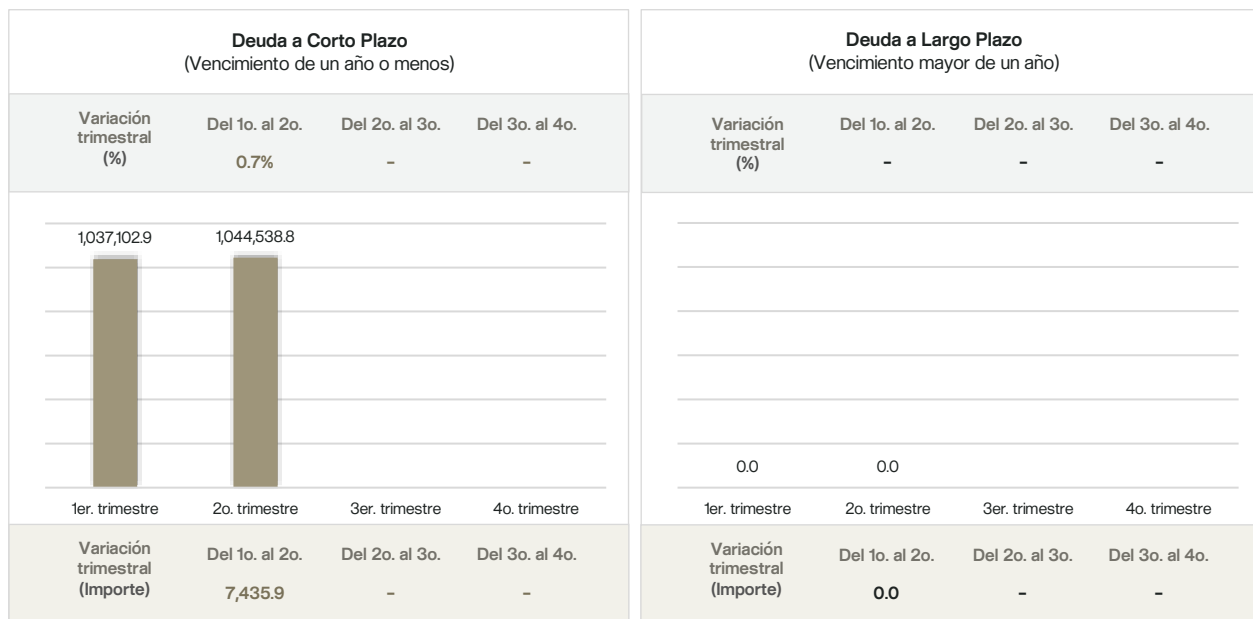 Deuda a Corto Plazo
(Vencimiento de un año o menos)
Variación
trimestral
(%)
Del 1o. al 2o.
Del 2o. al 3o.
Del 3o. al 4o.
0.7%
–
–
1,037,102.9
1,044,538.8
1er. trimestre
2o. trimestre
3er. trimestre
4o. trimestre
Variación
trimestral
(Importe)
Del 1o. al 2o.
Del 2o. al 3o.
Del 3o. al 4o.
7,435.9
–
–
Deuda a Largo Plazo
(Vencimiento mayor de un año)
Variación
trimestral
(%)
Del 1o. al 2o.
Del 2o. al 3o.
Del 3o. al 4o.
–
–
–
0.0
0.0
1er. trimestre
2o. trimestre
3er. trimestre
4o. trimestre
Variación
trimestral
(Importe)
Del 1o. al 2o.
Del 2o. al 3o.
Del 3o. al 4o.
0.0
–
–